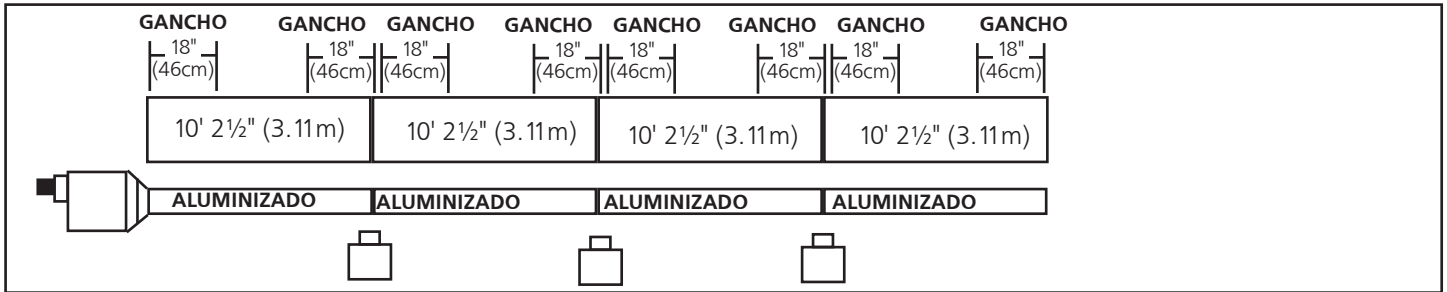 GANCHO GANCHO GANCHO GANCHO GANCHO GANCHO GANCHO GANCHO
18" 18" 18" 18" 18" 18" 18" 18"
(46cm) (46cm) (46cm) (46cm) (46cm) (46cm) (46cm) (46cm)
10' 2½" (3.11m) 10' 2½" (3.11m) 10' 2½" (3.11m) 10' 2½" (3.11m)
ALUMINIZADO ALUMINIZADO ALUMINIZADO ALUMINIZADO